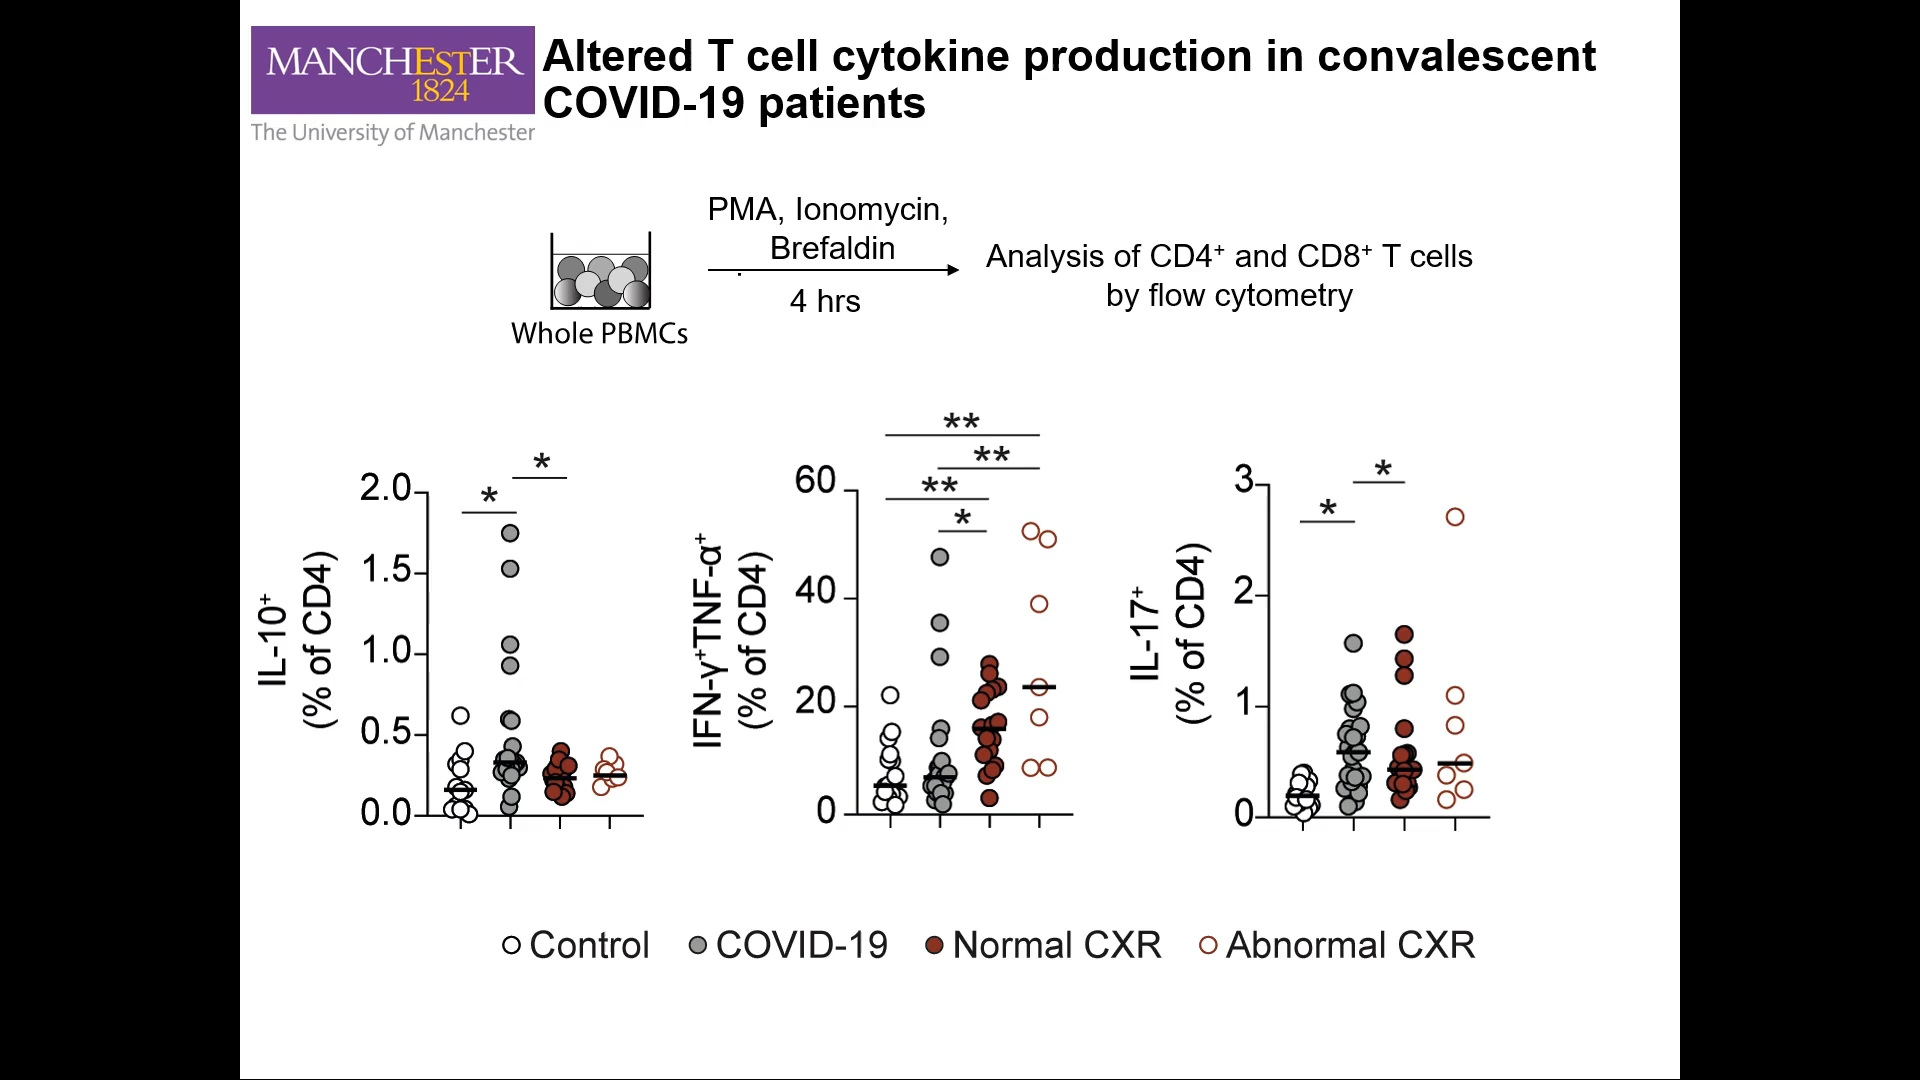 MANCHESTER
1824
The University of Manchester
Altered T cell cytokine production in convalescent
COVID-19 patients
PMA, Ionomycin,
Brefaldin
4 hrs
Whole PBMCs
Analysis of CD4⁺ and CD8⁺ T cells
by flow cytometry
IL-10⁺
(% of CD4)
2.0
1.5
1.0
0.5
0.0
*
*
IFN-γ⁺TNF-α⁺
(% of CD4)
60
40
20
0
**
**
**
*
IL-17⁺
(% of CD4)
3
2
1
0
*
*
Control COVID-19 Normal CXR Abnormal CXR